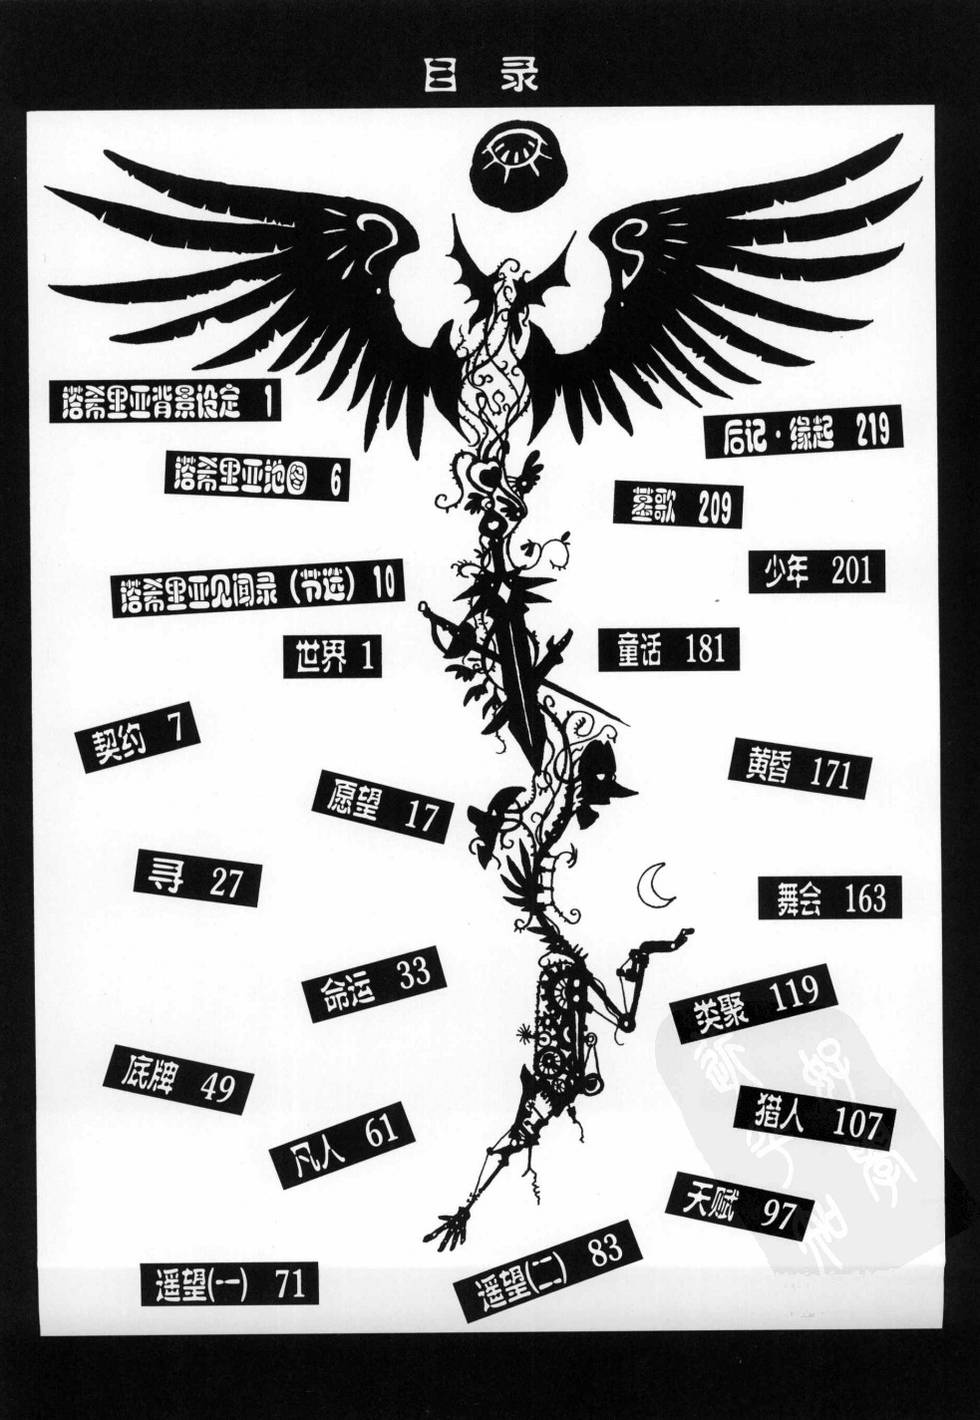 目录
塔希里亚背景设定 1
塔希里亚地图 6
塔希里亚见闻录（节选） 10
世界 1
契约 7
愿望 17
寻 27
命运 33
底牌 49
凡人 61
遥望(一) 71
遥望(二) 83
天赋 97
猎人 107
类聚 119
舞会 163
黄昏 171
童话 181
少年 201
墓歌 209
后记·缘起 219